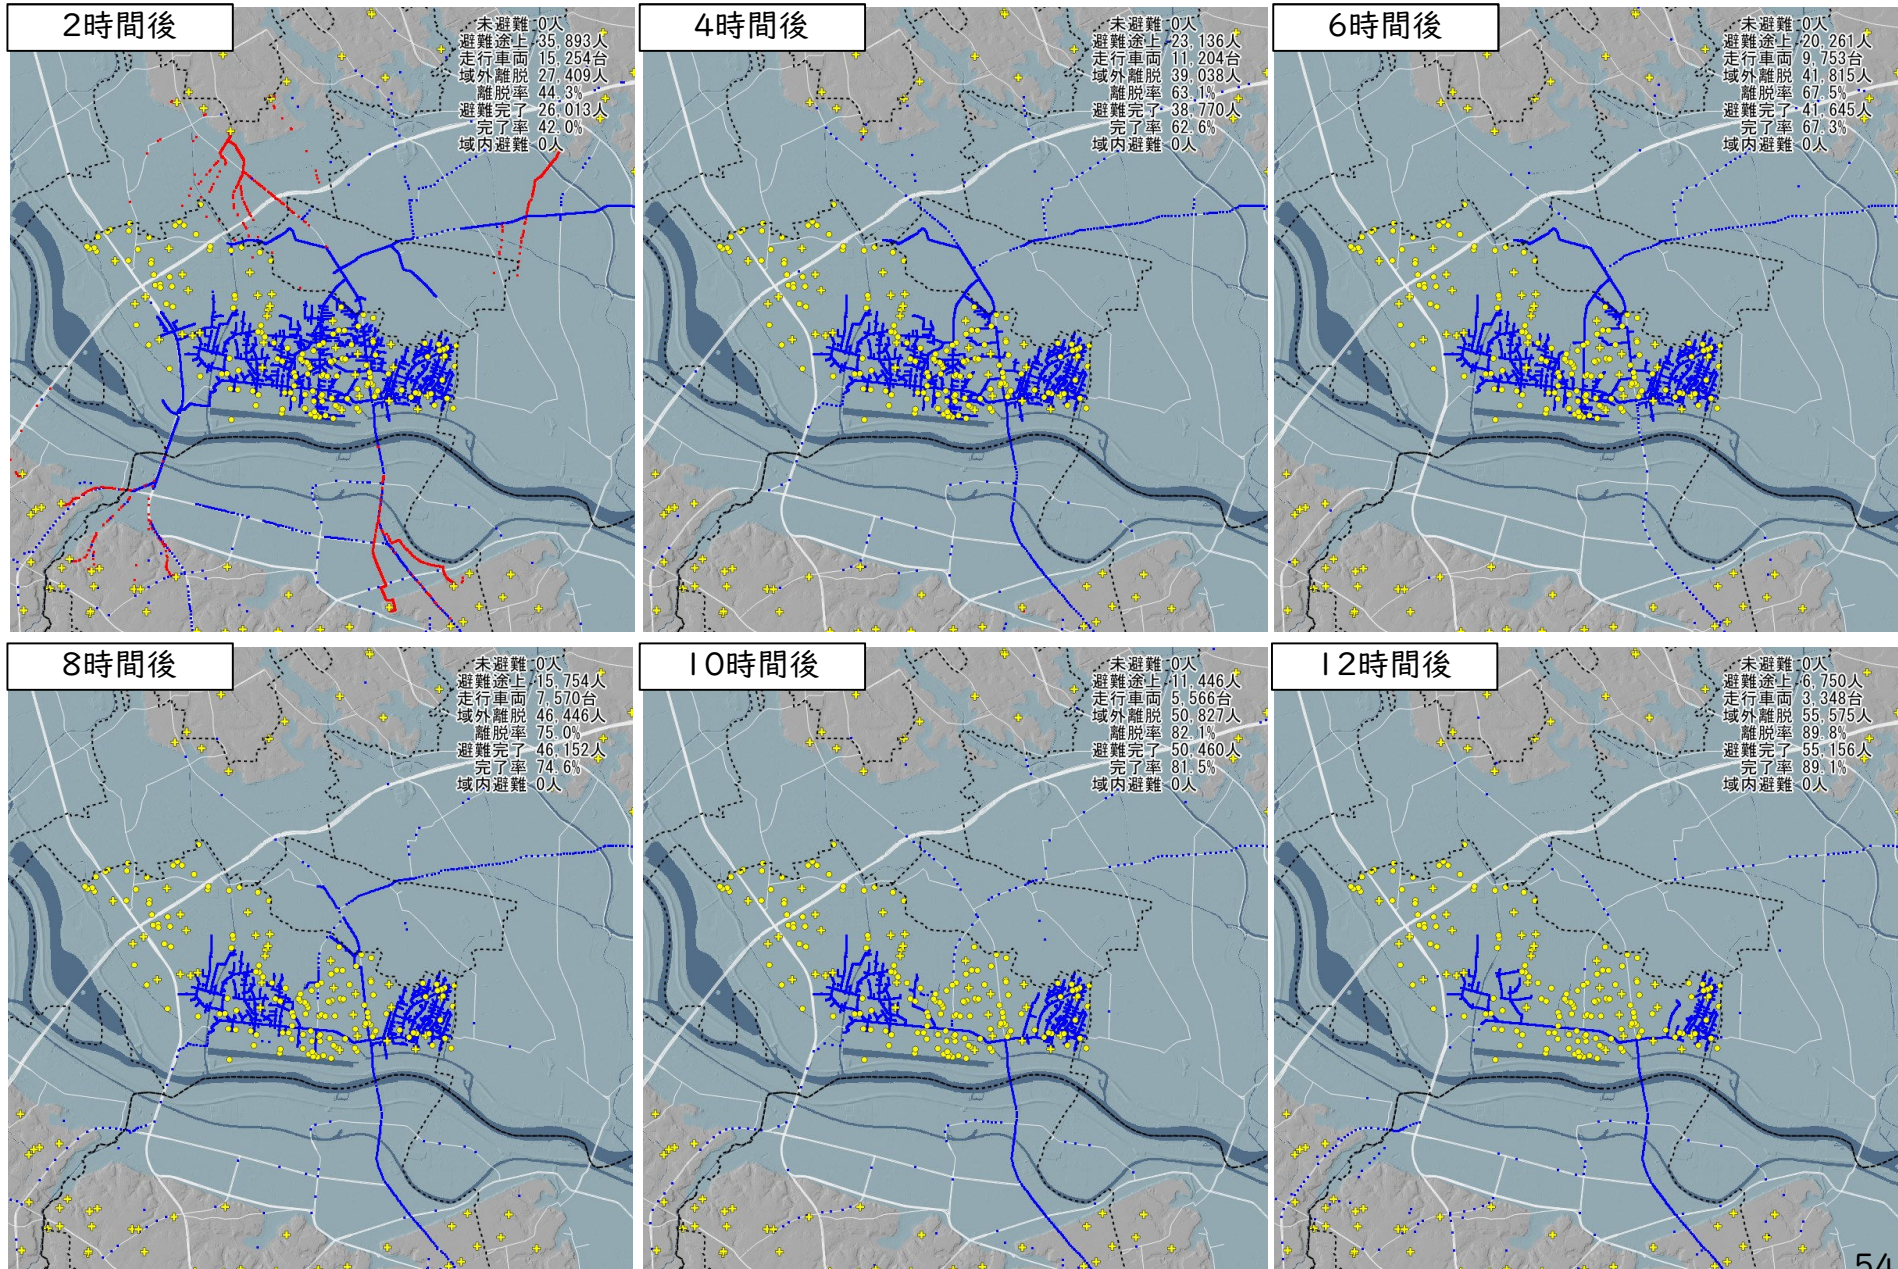 2時間後
未避難 0人
避難途上 35,893人
走行車両 15,254台
域外離脱 27,409人
離脱率 44.3%
避難完了 26,013人
完了率 42.0%
域内避難 0人
4時間後
未避難 0人
避難途上 23,136人
走行車両 11,204台
域外離脱 39,038人
離脱率 63.1%
避難完了 38,770人
完了率 62.6%
域内避難 0人
6時間後
未避難 0人
避難途上 20,261人
走行車両 9,753台
域外離脱 41,815人
離脱率 67.5%
避難完了 41,645人
完了率 67.3%
域内避難 0人
8時間後
未避難 0人
避難途上 15,754人
走行車両 7,570台
域外離脱 46,446人
離脱率 75.0%
避難完了 46,152人
完了率 74.6%
域内避難 0人
10時間後
未避難 0人
避難途上 11,446人
走行車両 5,566台
域外離脱 50,827人
離脱率 82.1%
避難完了 50,460人
完了率 81.5%
域内避難 0人
12時間後
未避難 0人
避難途上 6,750人
走行車両 3,348台
域外離脱 55,575人
離脱率 89.8%
避難完了 55,156人
完了率 89.1%
域内避難 0人
54